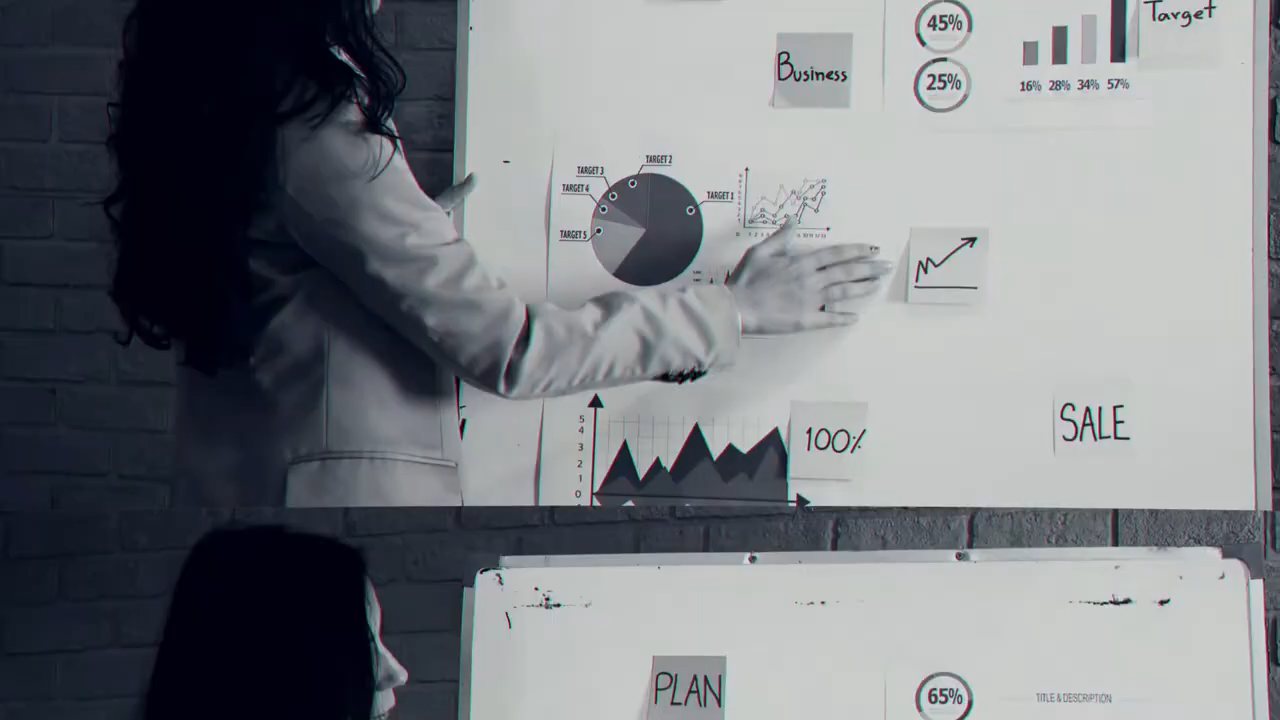 Target
45%
Business
25%
16% 28% 34% 57%
TARGET 2
TARGET 3
TARGET 4
TARGET 1
TARGET 5
5
4
3
2
1
0
100%
SALE
PLAN
65%
TITLE & DESCRIPTION